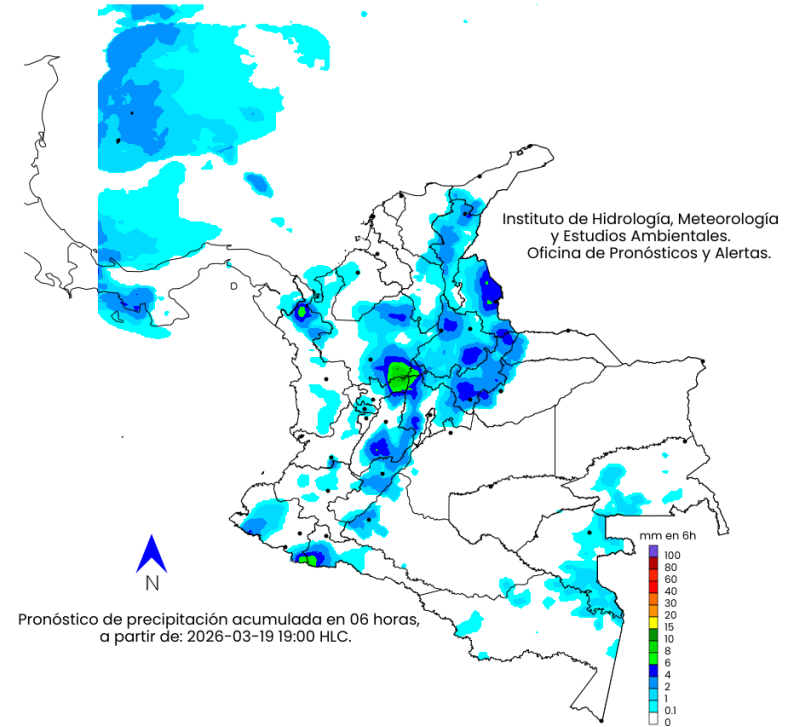 Instituto de Hidrología, Meteorología
y Estudios Ambientales.
Oficina de Pronósticos y Alertas.
mm en 6h
100
80
60
40
30
20
15
10
8
6
4
2
1
0.1
0
N
Pronóstico de precipitación acumulada en 06 horas,
a partir de: 2026-03-19 19:00 HLC.